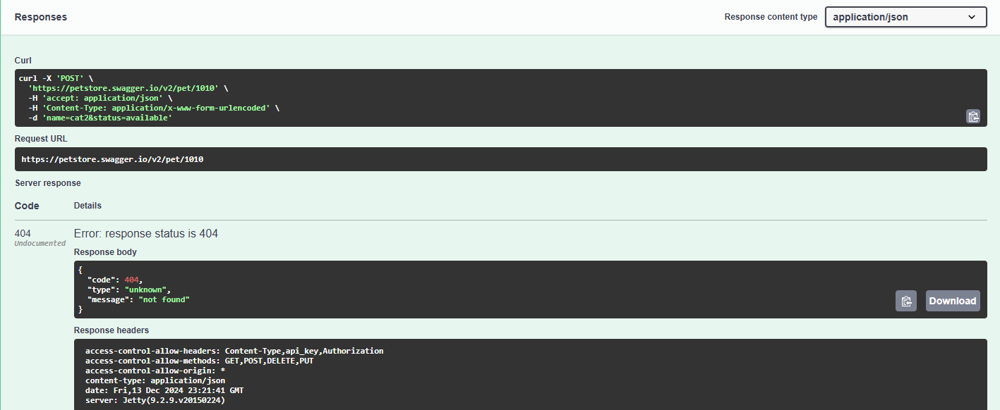 Responses
Response content type
application/json
Curl
curl -X 'POST' \
'https://petstore.swagger.io/v2/pet/1010' \
-H 'accept: application/json' \
-H 'Content-Type: application/x-www-form-urlencoded' \
-d 'name=cat2&status=available'
Request URL
https://petstore.swagger.io/v2/pet/1010
Server response
Code Details
404 Error: response status is 404
Undocumented
Response body
{
"code": 404,
"type": "unknown",
"message": "not found"
}
Download
Response headers
access-control-allow-headers: Content-Type,api_key,Authorization
access-control-allow-methods: GET,POST,DELETE,PUT
access-control-allow-origin: *
content-type: application/json
date: Fri,13 Dec 2024 23:21:41 GMT
server: Jetty(9.2.9.v20150224)